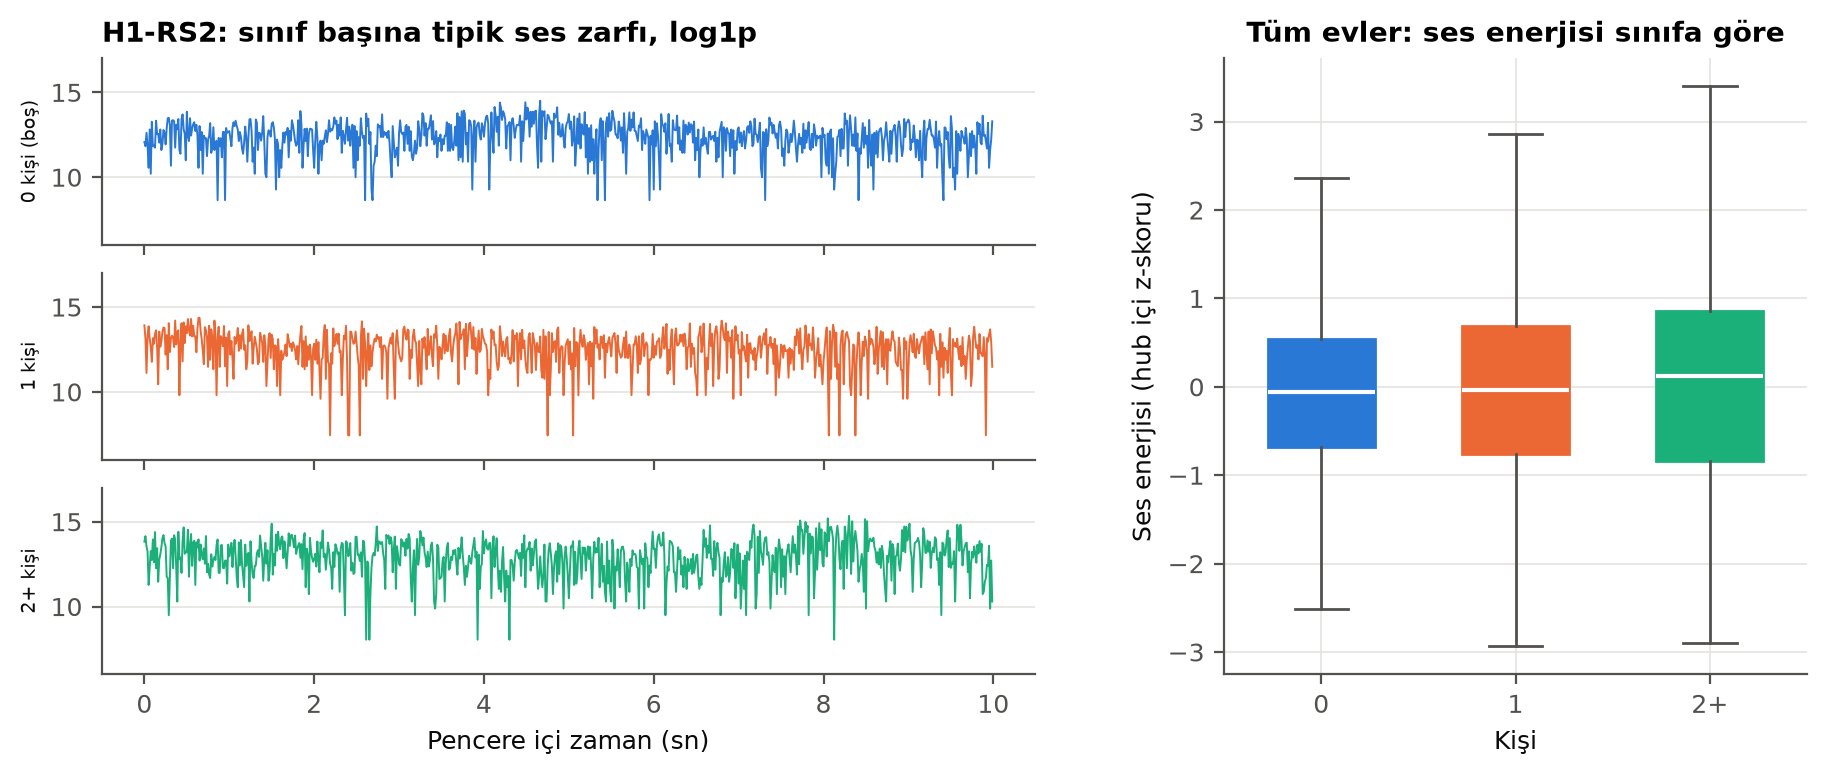 H1-RS2: sınıf başına tipik ses zarfı, log1p
0 kişi (boş)
15
10
1 kişi
15
10
2+ kişi
15
10
0 2 4 6 8 10
Pencere içi zaman (sn)
Tüm evler: ses enerjisi sınıfa göre
Ses enerjisi (hub içi z-skoru)
3
2
1
0
−1
−2
−3
0 1 2+
Kişi